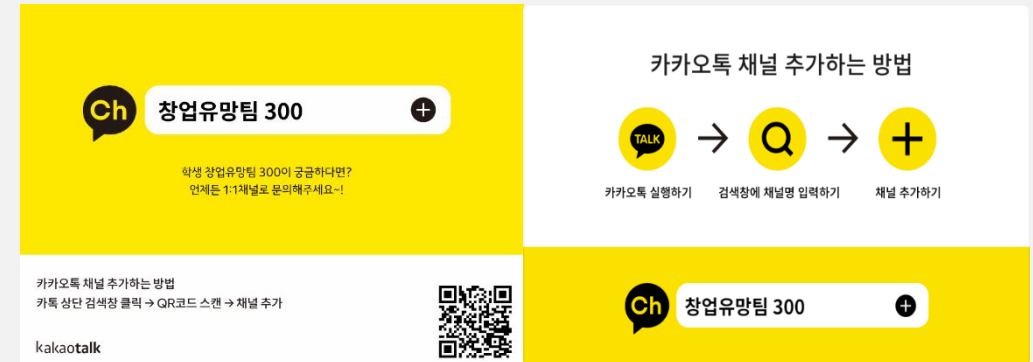 Ch
창업유망팀 300
학생 창업유망팀 300이 궁금하다면?
언제든 1:1채널로 문의해주세요~!
카카오톡 채널 추가하는 방법
카톡 상단 검색창 클릭 → QR코드 스캔 → 채널 추가
kakaotalk
카카오톡 채널 추가하는 방법
TALK
카카오톡 실행하기
검색창에 채널명 입력하기
채널 추가하기
Ch
창업유망팀 300